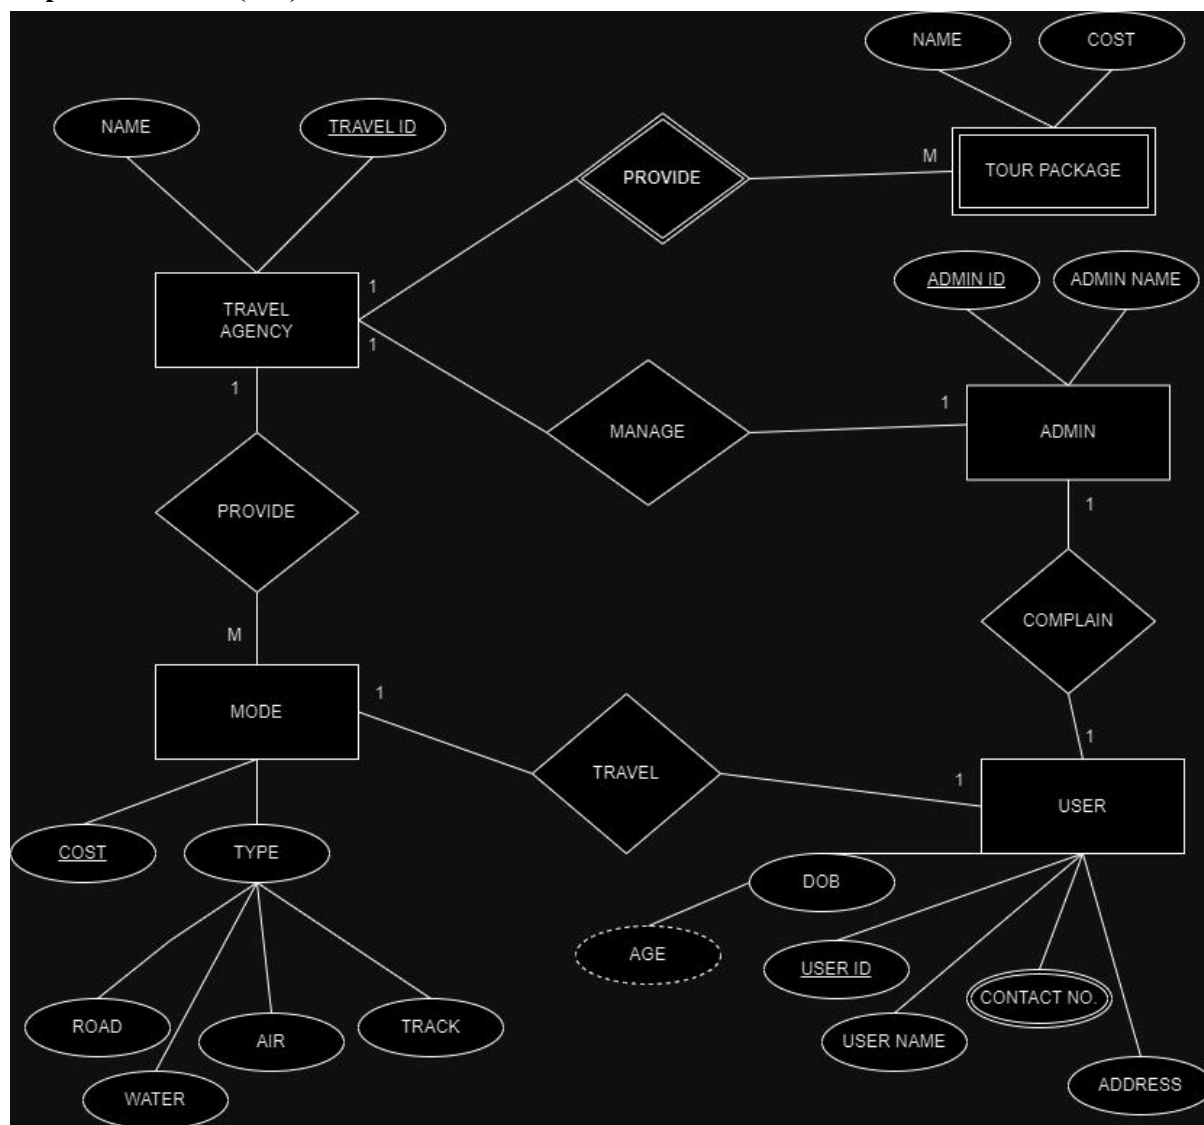 NAME
COST
NAME
TRAVEL ID
PROVIDE
M
TOUR PACKAGE
ADMIN ID
ADMIN NAME
1
TRAVEL
AGENCY
1
1
MANAGE
1
ADMIN
1
PROVIDE
COMPLAIN
M
MODE
1
TRAVEL
1
1
USER
COST
TYPE
DOB
AGE
USER ID
CONTACT NO.
ROAD
AIR
TRACK
USER NAME
WATER
ADDRESS